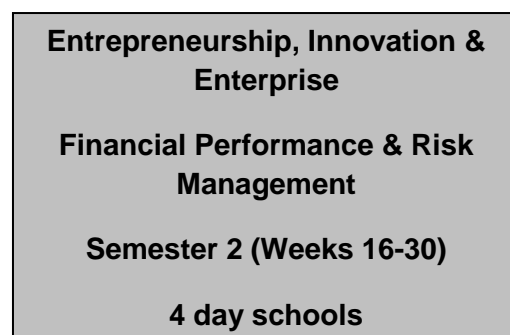 Entrepreneurship, Innovation &
Enterprise
Financial Performance & Risk
Management
Semester 2 (Weeks 16-30)
4 day schools